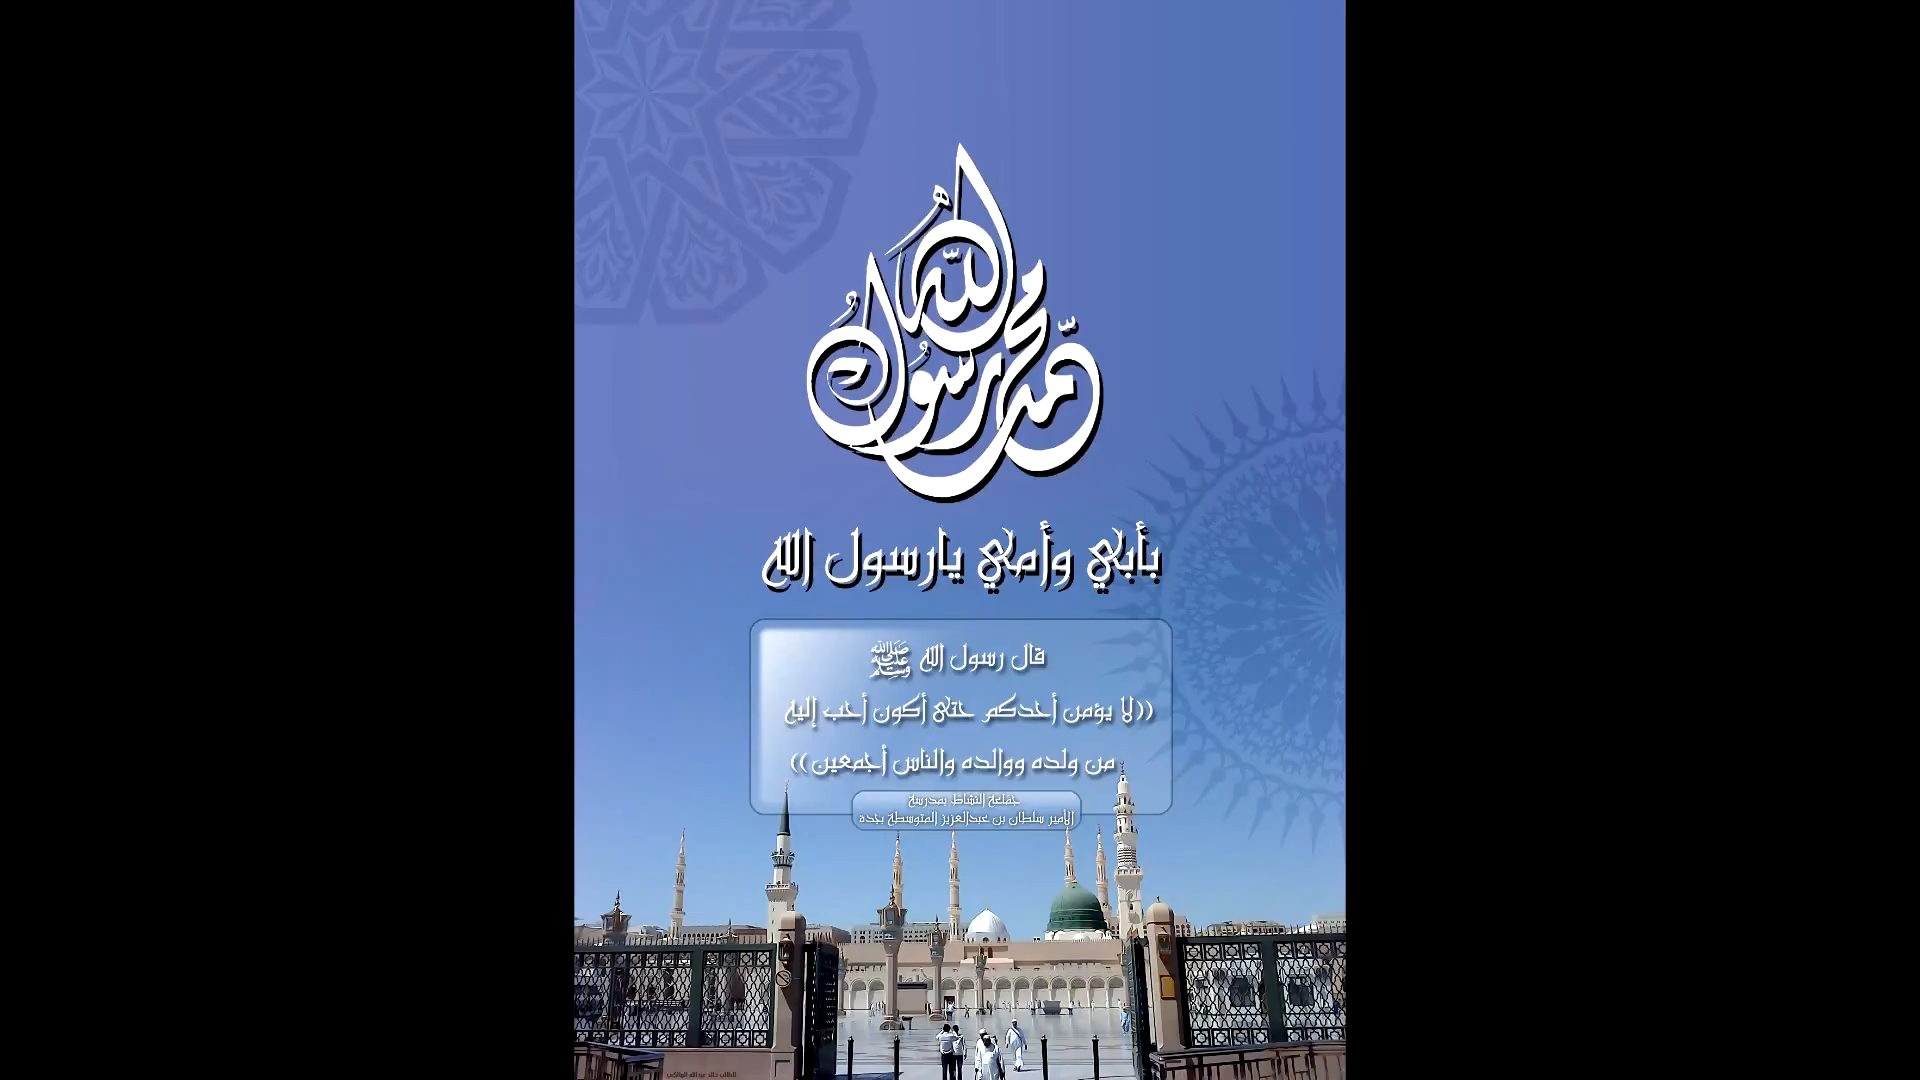 محمد رسول الله
بأبي وأمي يارسول الله
قال رسول الله ﷺ
((لا يؤمن أحدكم حتى أكون أحب إليه
من ولده ووالده والناس أجمعين))
جماعة النشاط بمدرسة
الأمير سلطان بن عبدالعزيز المتوسطة بجده